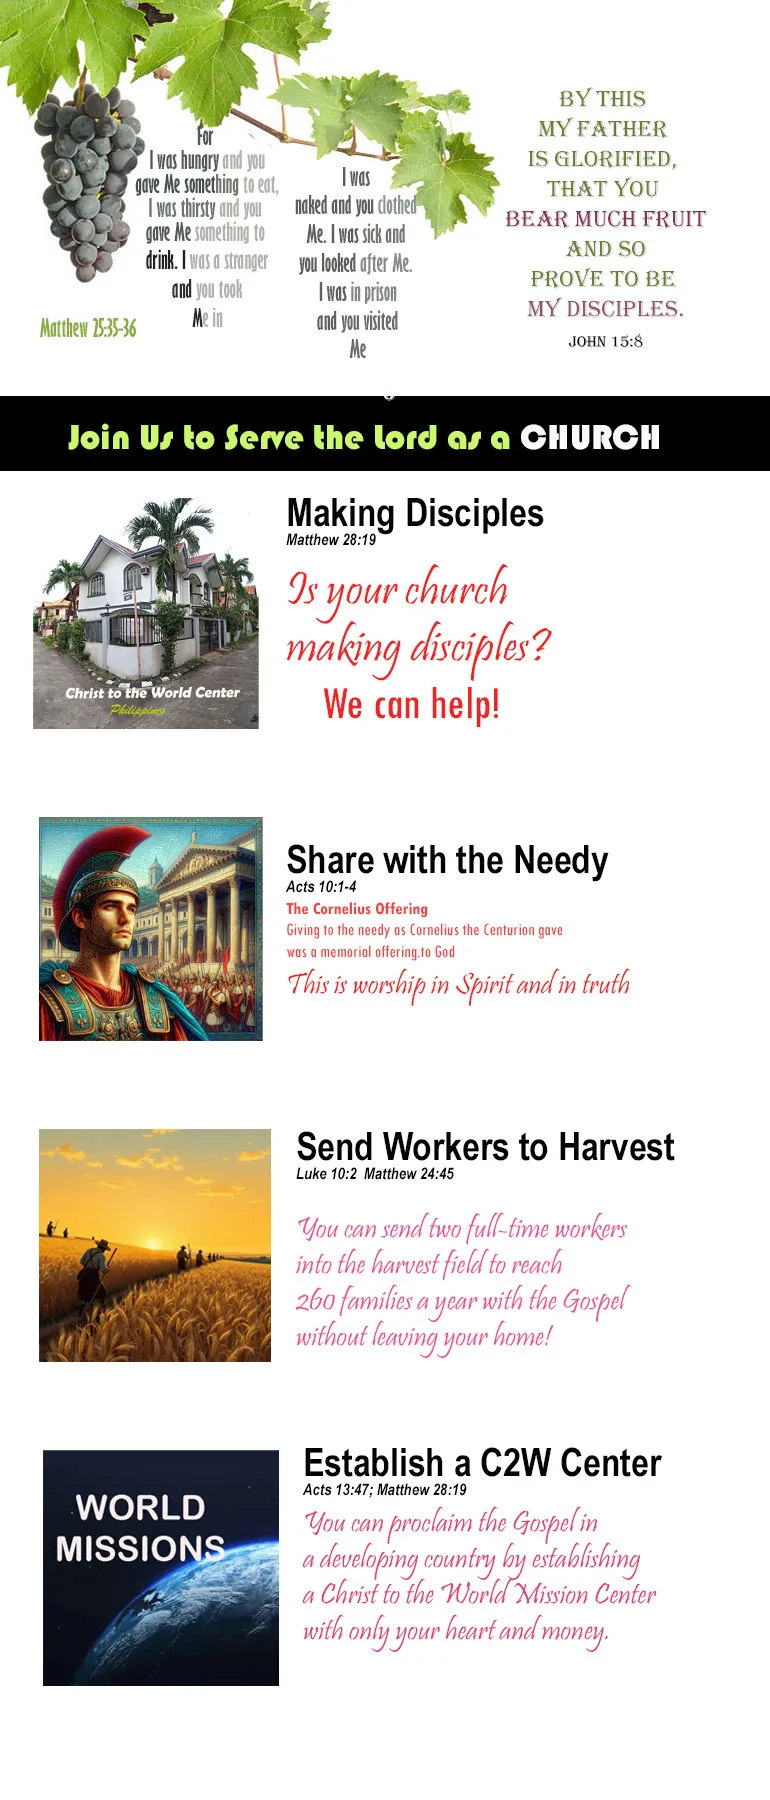 For
I was hungry and you
gave Me something to eat,
I was thirsty and you
gave Me something to
drink. I was a stranger
and you took
Me in
I was
naked and you clothed
Me. I was sick and
you looked after Me.
I was in prison
and you visited
Me
Matthew 25:35-36
BY THIS
MY FATHER
IS GLORIFIED,
THAT YOU
BEAR MUCH FRUIT
AND SO
PROVE TO BE
MY DISCIPLES.
JOHN 15:8
Join Us to Serve the Lord as a CHURCH
Making Disciples
Matthew 28:19
Is your church
making disciples?
We can help!
Christ to the World Center
Philippines
Share with the Needy
Acts 10:1-4
The Cornelius Offering
Giving to the needy as Cornelius the Centurion gave
was a memorial offering.to God
This is worship in Spirit and in truth
Send Workers to Harvest
Luke 10:2 Matthew 24:45
You can send two full-time workers
into the harvest field to reach
260 families a year with the Gospel
without leaving your home!
Establish a C2W Center
Acts 13:47; Matthew 28:19
WORLD
MISSIONS
You can proclaim the Gospel in
a developing country by establishing
a Christ to the World Mission Center
with only your heart and money.